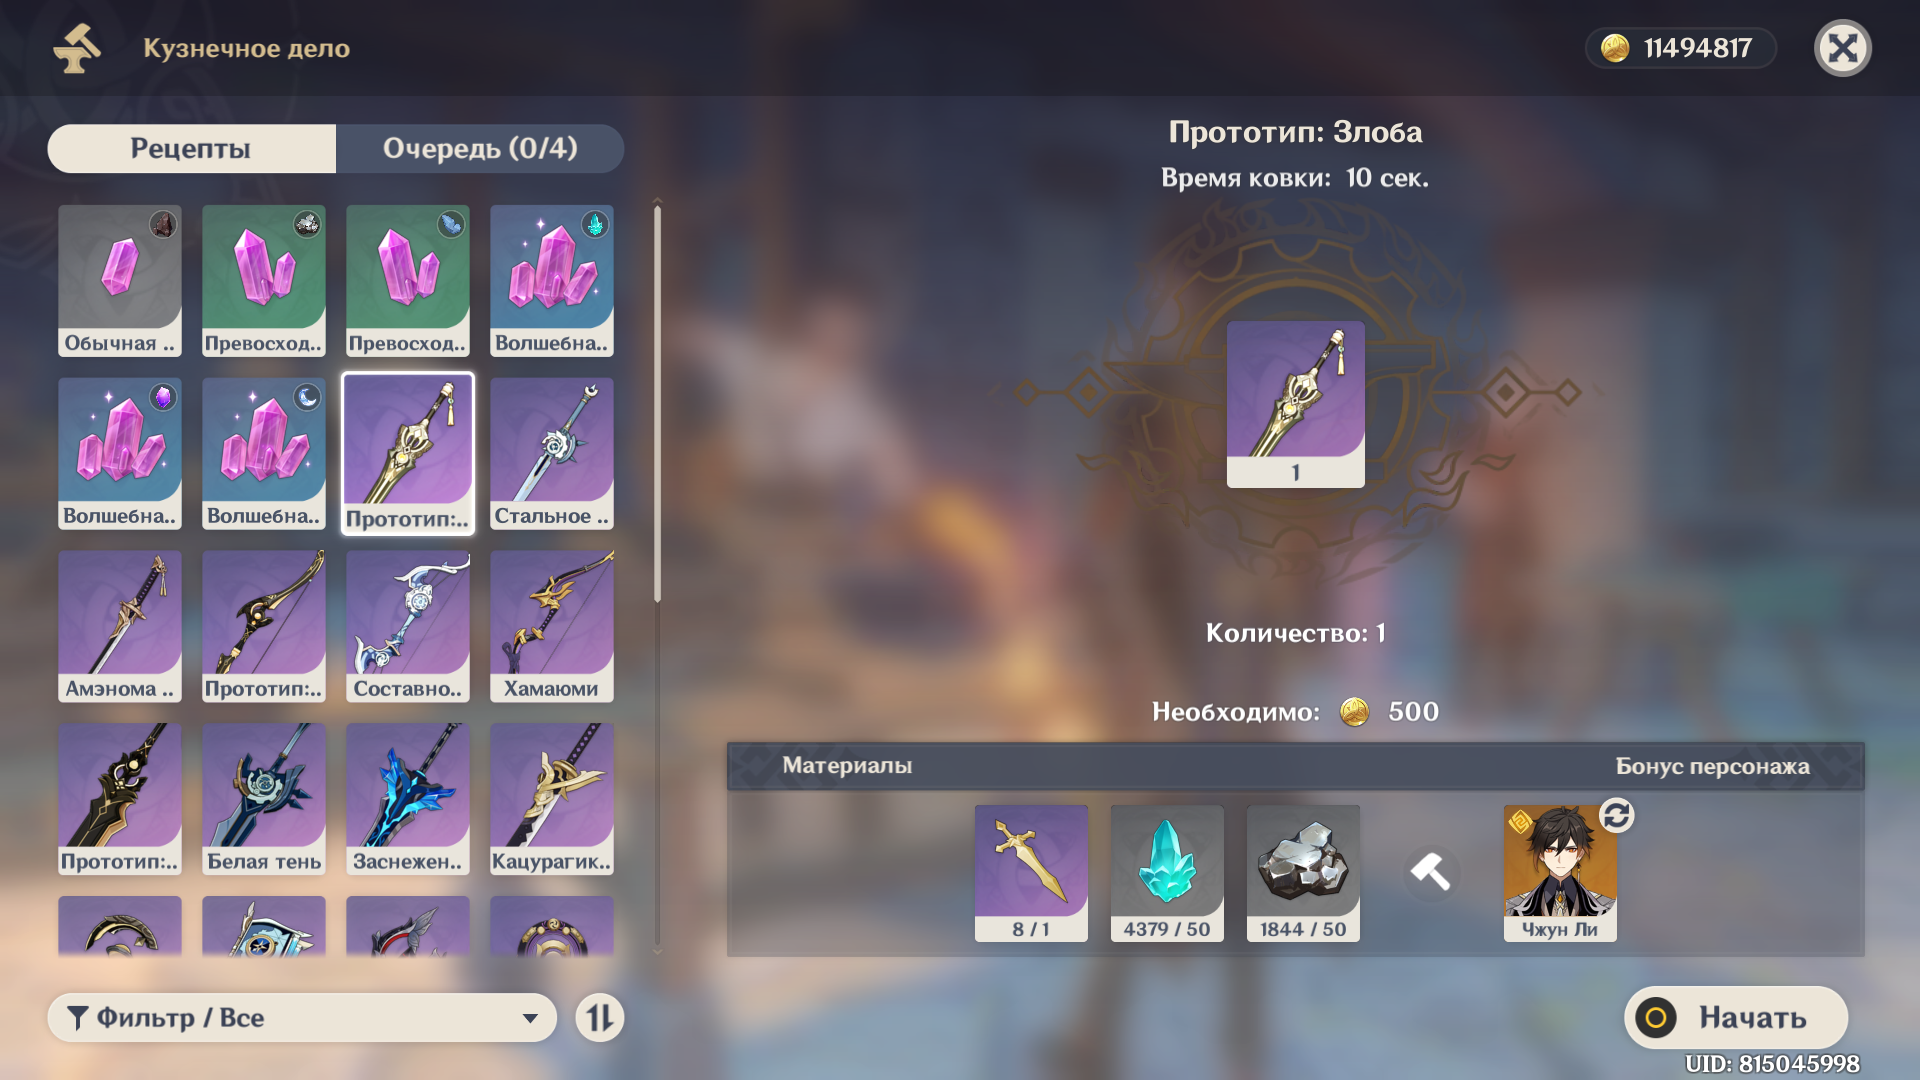 Кузнечное дело
11494817
Рецепты
Очередь (0/4)
Обычная ..
Превосход..
Превосход..
Волшебна..
Волшебна..
Волшебна..
Прототип:..
Стальное ..
Амэнома ..
Прототип:..
Составно..
Хамаюми
Прототип:..
Белая тень
Заснежен..
Кацурагик..
Фильтр / Все
Прототип: Злоба
Время ковки: 10 сек.
1
Количество: 1
Необходимо: 500
Материалы
Бонус персонажа
8 / 1
4379 / 50
1844 / 50
Чжун Ли
Начать
UID: 815045998